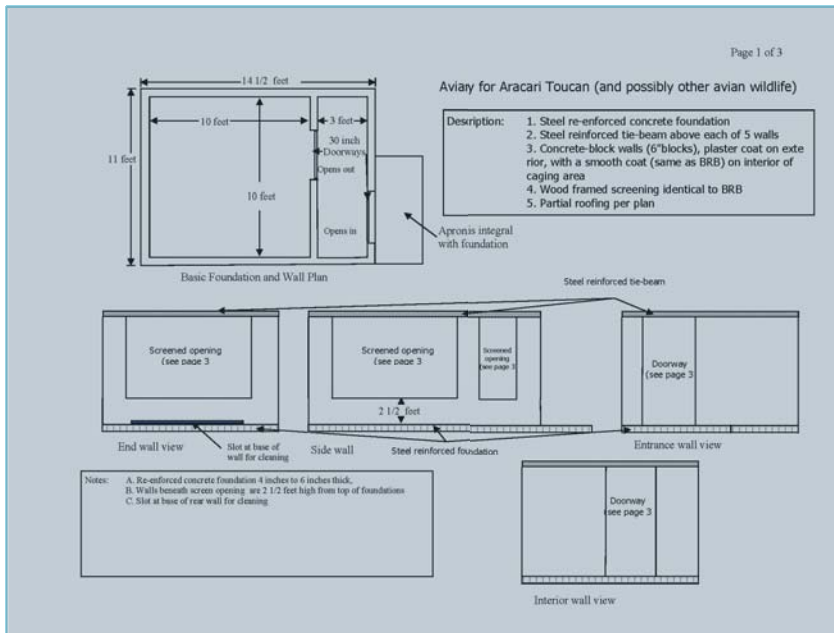 Page 1 of 3
Aviary for Aracari Toucan (and possibly other avian wildlife)
14 1/2 feet
10 feet
3 feet
30 inch
Doorways
Opens out
11 feet
10 feet
Opens in
Apronis integral
with foundation
Basic Foundation and Wall Plan
Desription:
1. Steel re-enforced concrete foundation
2. Steel reinforced tie-beam above each of 5 walls
3. Concrete-block walls (6"blocks), plaster coat on exte
rior, with a smooth coat (same as BRB) on interior of
caging area
4. Wood framed screening identical to BRB
5. Partial roofing per plan
Steel reinforced tie-beam
Screened opening
(see page 3
Screened opening
(see page 3
Screened
opening
(see page 3
Doorway
(see page 3
2 1/2 feet
End wall view
Slot at base of
wall for cleaning
Side wall
Steel reinforced foundation
Entrance wall view
Notes:
A. Re-enforced concrete foundation 4 inches to 6 inches thick,
B. Walls beneath screen opening are 2 1/2 feet high from top of foundations
C. Slot at base of rear wall for cleaning
Doorway
(see page 3
Interior wall view